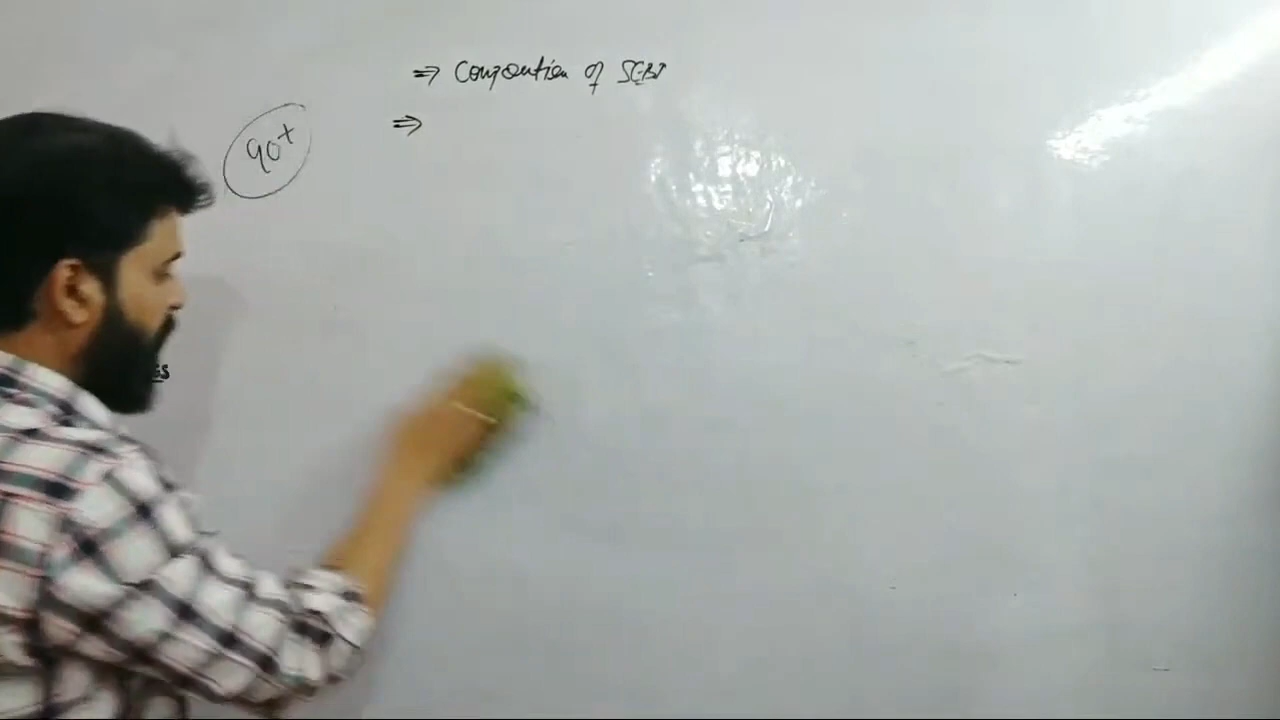 ⇒ Composition of SEBI
⇒
90+